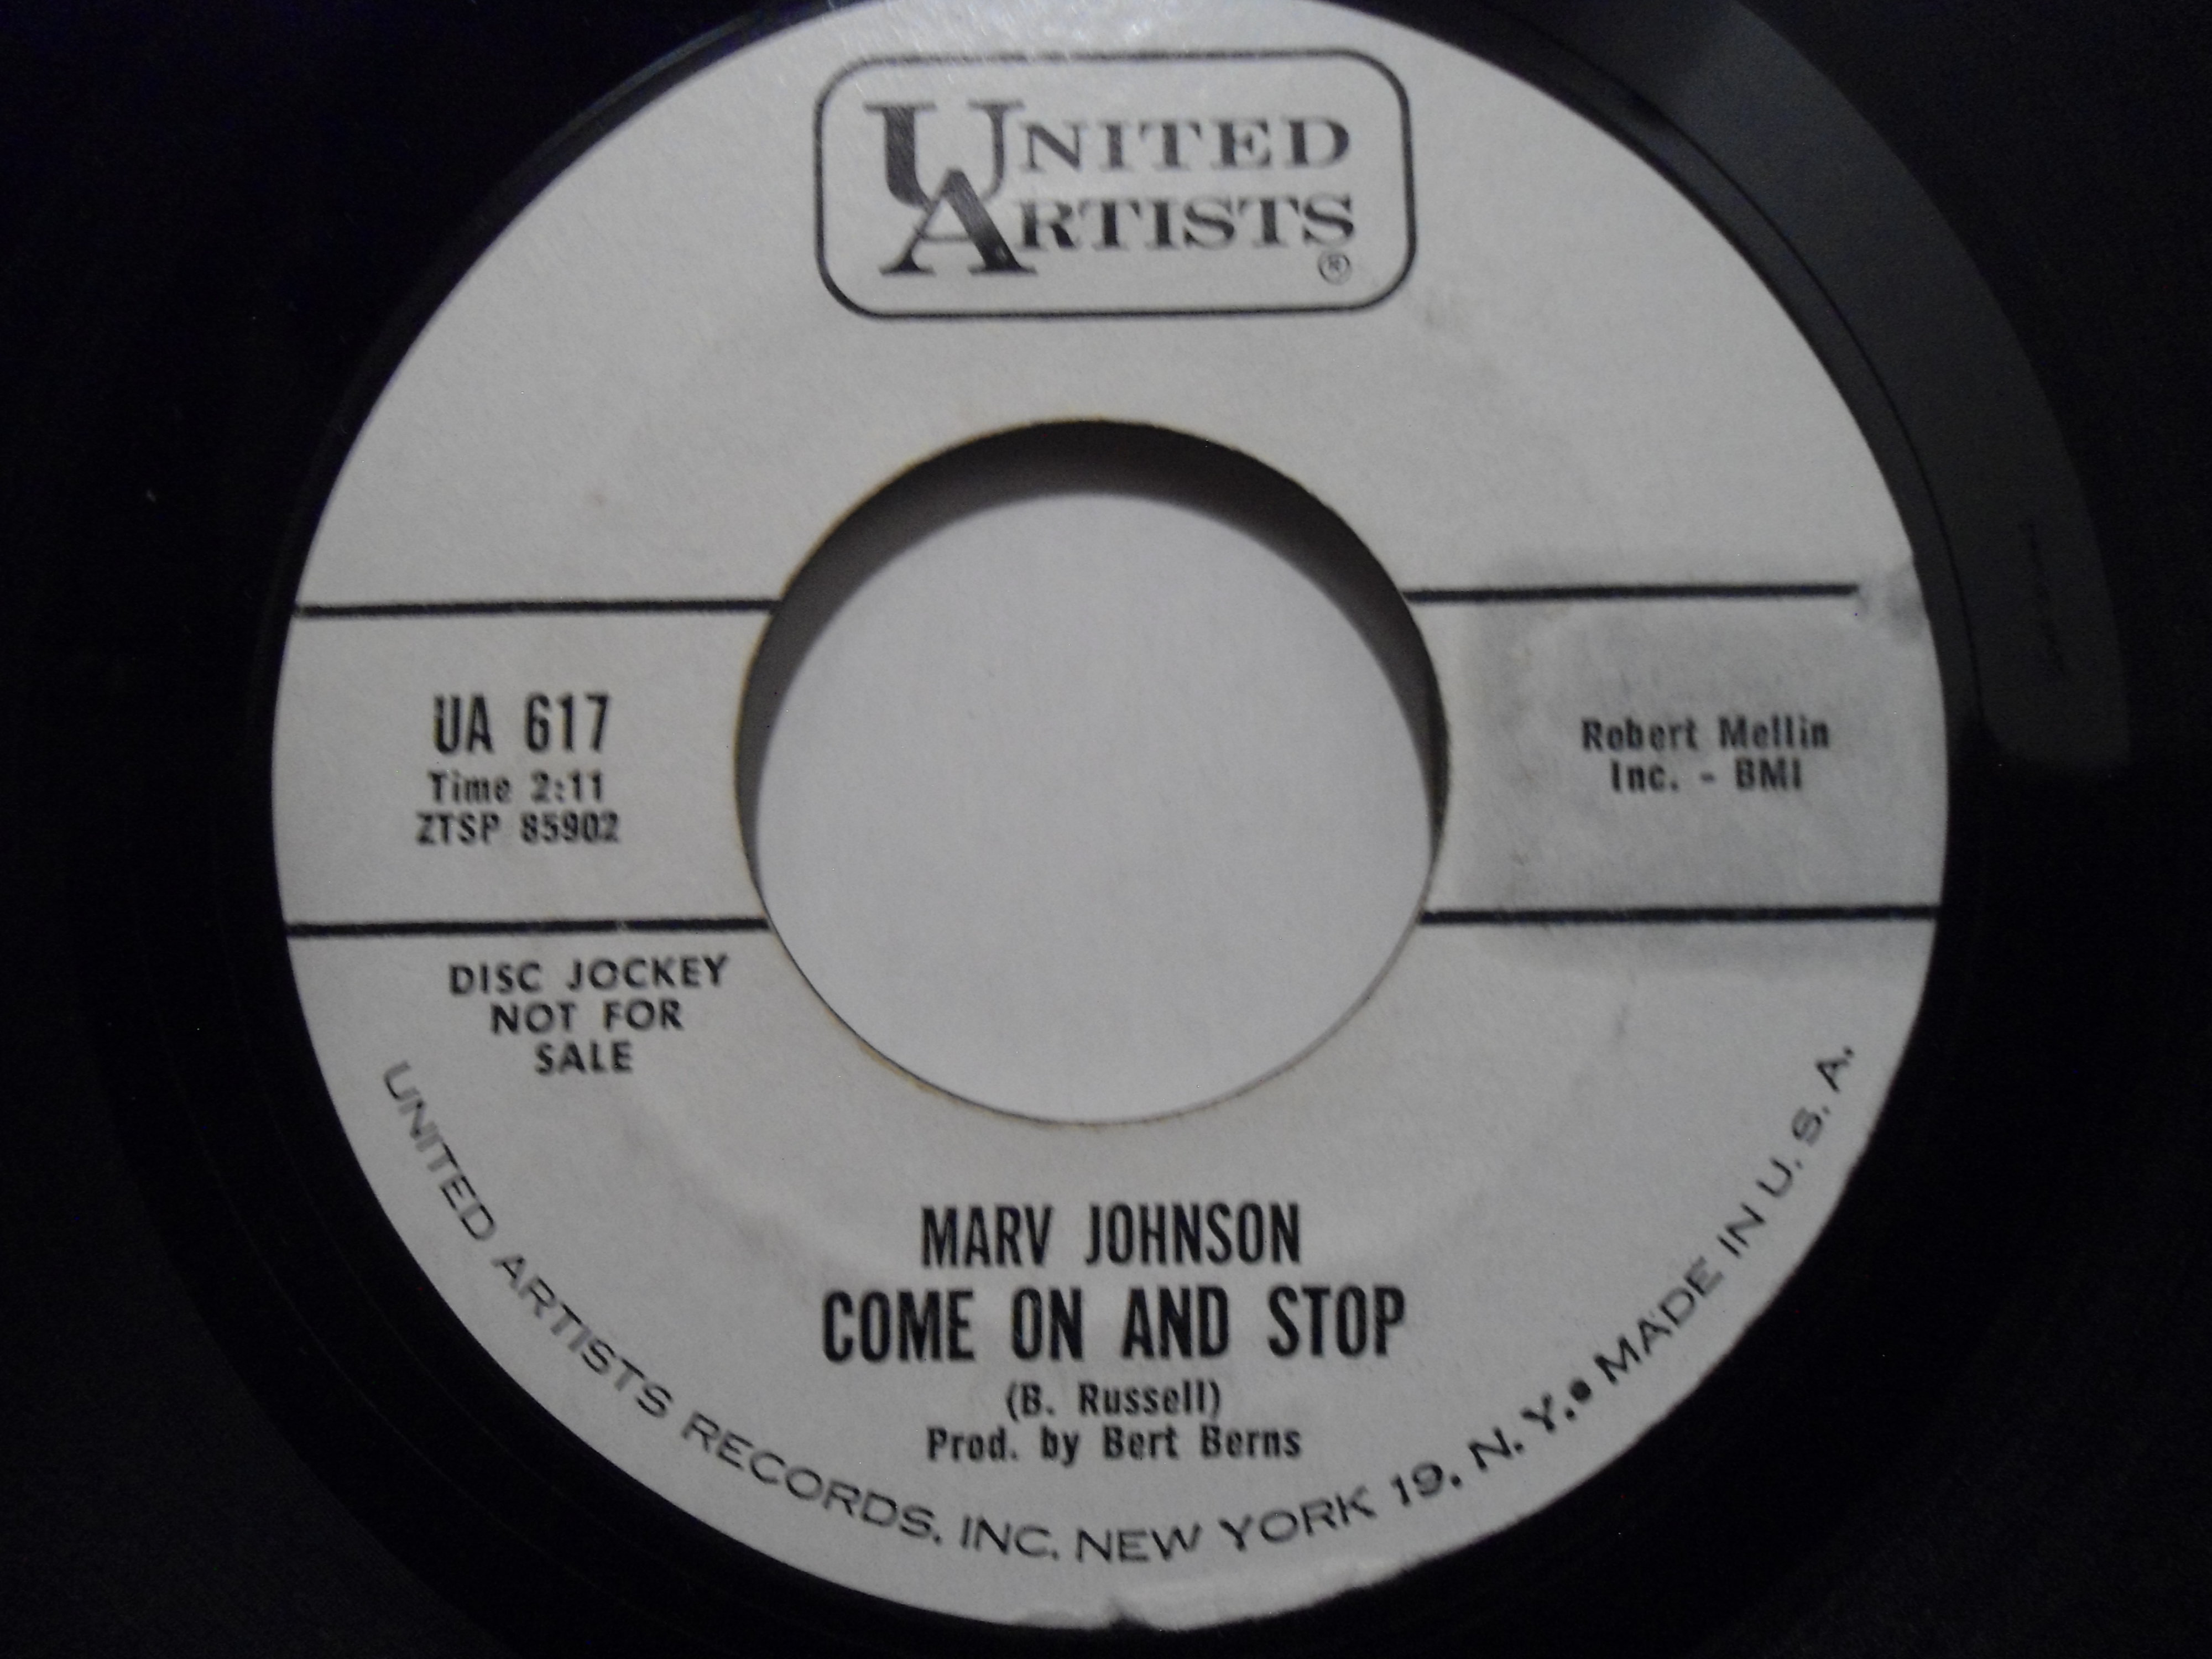 UNITED
ARTISTS
®
UA 617
Time 2:11
ZTSP 85902
Robert Mellin
Inc. - BMI
DISC JOCKEY
NOT FOR
SALE
MARV JOHNSON
COME ON AND STOP
(B. Russell)
Prod. by Bert Berns
UNITED ARTISTS RECORDS, INC. NEW YORK 19, N. Y. • MADE IN U. S. A.